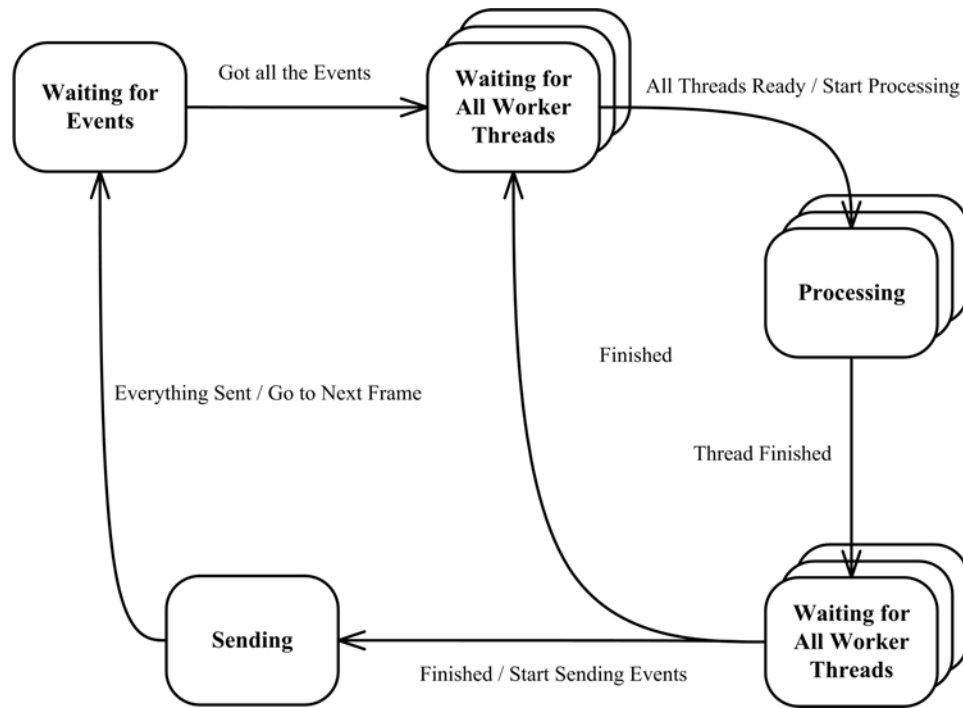 Waiting for
Events
Got all the Events
Waiting for
All Worker
Threads
All Threads Ready / Start Processing
Processing
Finished
Everything Sent / Go to Next Frame
Thread Finished
Sending
Finished / Start Sending Events
Waiting for
All Worker
Threads